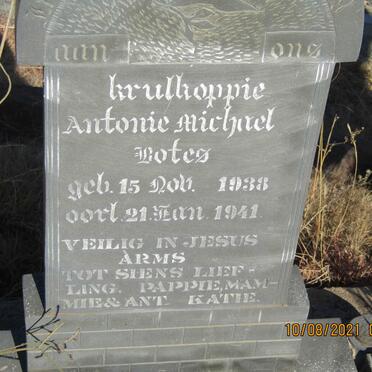 aan ons
krulkoppie
Antonie Michael
Botes
geb. 15 Nov. 1938
oorl. 21 Jan. 1941.
VEILIG IN JESUS
ARMS
TOT SIENS LIEF-
LING. PAPPIE, MAM-
MIE & ANT. KATIE.
10/08/2021